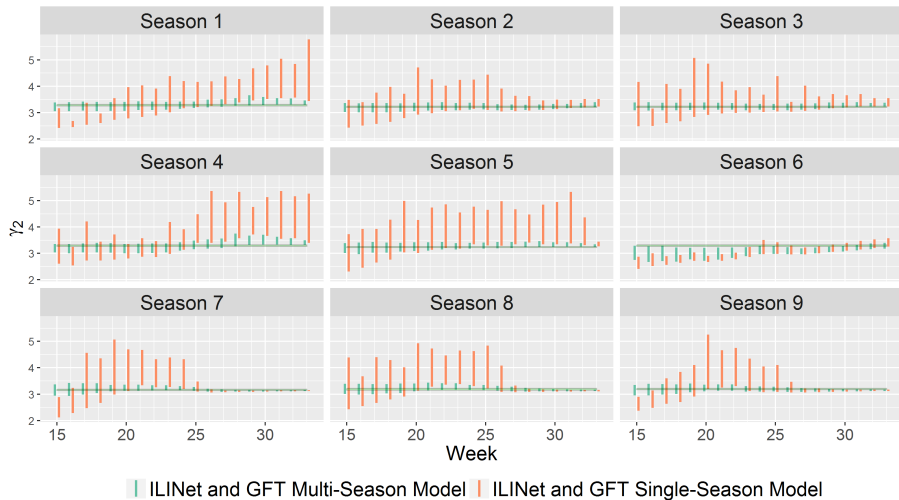 Season 1
Season 2
Season 3
5
4
3
2
Season 4
Season 5
Season 6
5
4
3
2
γ2
Season 7
Season 8
Season 9
5
4
3
2
15 20 25 30
15 20 25 30
15 20 25 30
Week
ILINet and GFT Multi-Season Model
ILINet and GFT Single-Season Model